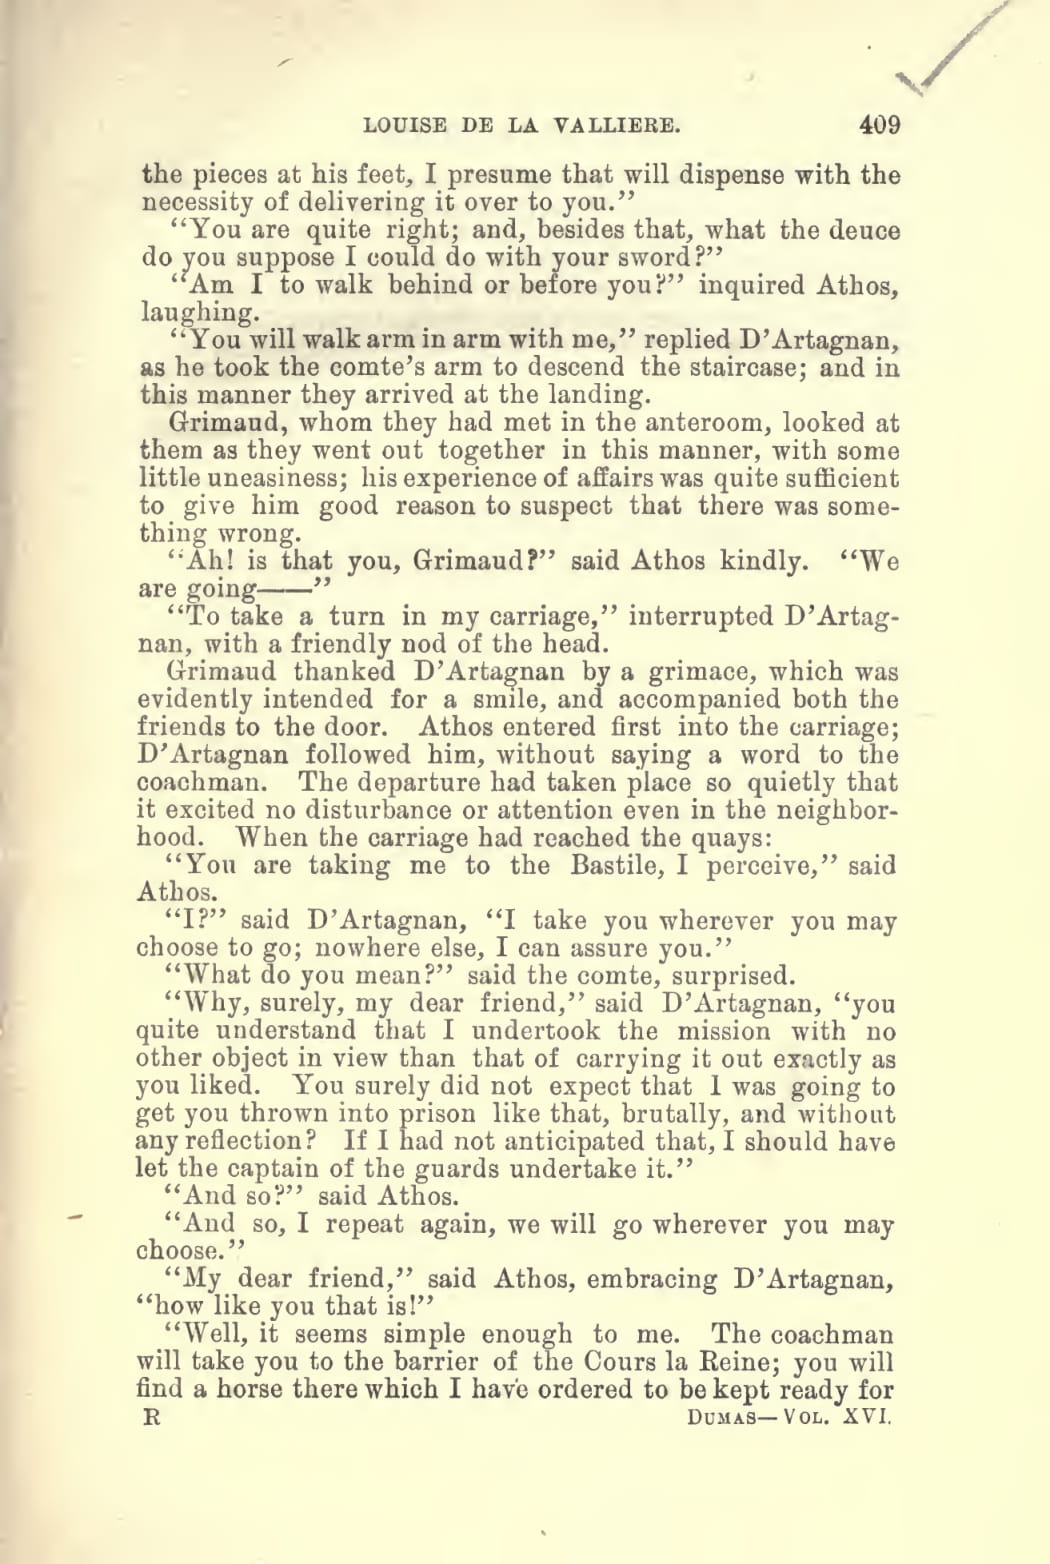 LOUISE DE LA VALLIERE. 409
the pieces at his feet, I presume that will dispense with the
necessity of delivering it over to you.”
“You are quite right; and, besides that, what the deuce
do you suppose I could do with your sword?”
“Am I to walk behind or before you?” inquired Athos,
laughing.
“You will walk arm in arm with me,” replied D’Artagnan,
as he took the comte’s arm to descend the staircase; and in
this manner they arrived at the landing.
Grimaud, whom they had met in the anteroom, looked at
them as they went out together in this manner, with some
little uneasiness; his experience of affairs was quite sufficient
to give him good reason to suspect that there was some-
thing wrong.
“Ah! is that you, Grimaud?” said Athos kindly. “We
are going——”
“To take a turn in my carriage,” interrupted D’Artag-
nan, with a friendly nod of the head.
Grimaud thanked D’Artagnan by a grimace, which was
evidently intended for a smile, and accompanied both the
friends to the door. Athos entered first into the carriage;
D’Artagnan followed him, without saying a word to the
coachman. The departure had taken place so quietly that
it excited no disturbance or attention even in the neighbor-
hood. When the carriage had reached the quays:
“You are taking me to the Bastile, I perceive,” said
Athos.
“I?” said D’Artagnan, “I take you wherever you may
choose to go; nowhere else, I can assure you.”
“What do you mean?” said the comte, surprised.
“Why, surely, my dear friend,” said D’Artagnan, “you
quite understand that I undertook the mission with no
other object in view than that of carrying it out exactly as
you liked. You surely did not expect that I was going to
get you thrown into prison like that, brutally, and without
any reflection? If I had not anticipated that, I should have
let the captain of the guards undertake it.”
“And so?” said Athos.
“And so, I repeat again, we will go wherever you may
choose.”
“My dear friend,” said Athos, embracing D’Artagnan,
“how like you that is!”
“Well, it seems simple enough to me. The coachman
will take you to the barrier of the Cours la Reine; you will
find a horse there which I have ordered to be kept ready for
R DUMAS—VOL. XVI.